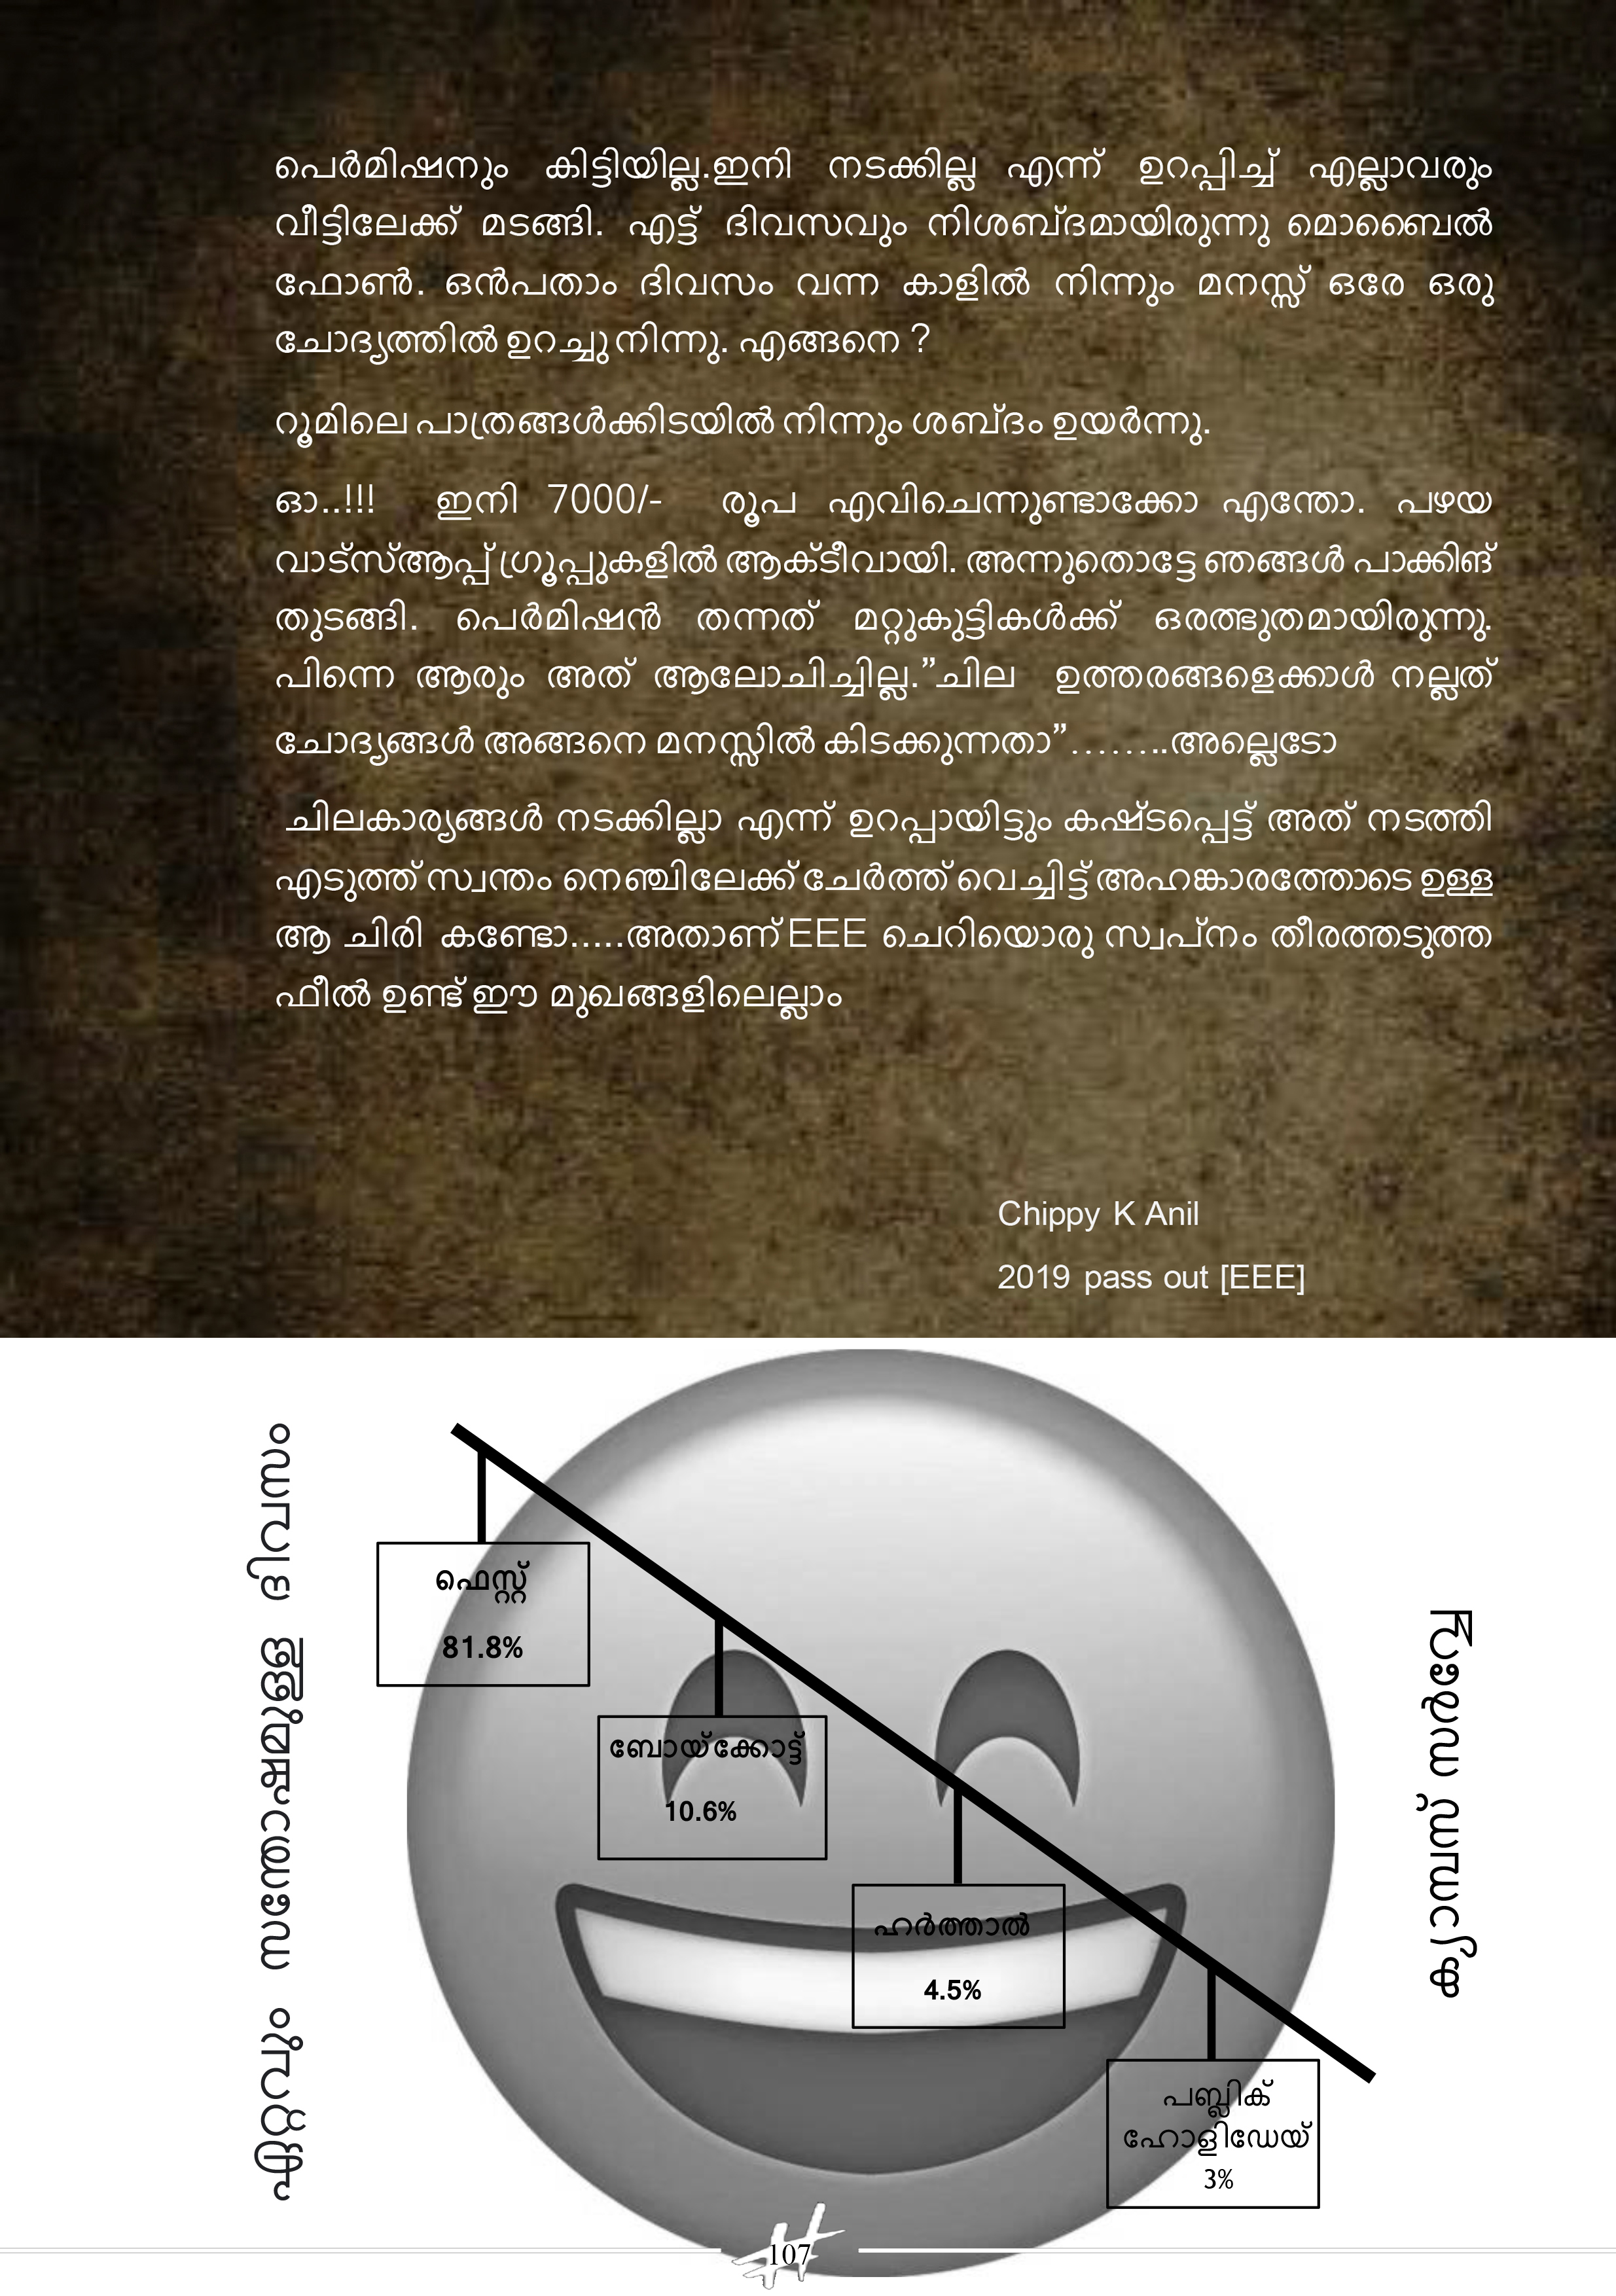 പെർമിഷനും കിട്ടിയില്ല.ഇനി നടക്കില്ല എന്ന് ഉറപ്പിച്ച് എല്ലാവരും
വീട്ടിലേക്ക് മടങ്ങി. എട്ട് ദിവസവും നിശബ്ദമായിരുന്നു മൊബൈൽ
ഫോൺ. ഒൻപതാം ദിവസം വന്ന കാളിൽ നിന്നും മനസ്സ് ഒരേ ഒരു
ചോദ്യത്തിൽ ഉറച്ചു നിന്നു. എങ്ങനെ ?
റൂമിലെ പാത്രങ്ങൾക്കിടയിൽ നിന്നും ശബ്ദം ഉയർന്നു.
ഓ..!!! ഇനി 7000/- രൂപ എവിചെന്നുണ്ടാക്കോ എന്തോ. പഴയ
വാട്സ്ആപ്പ് ഗ്രൂപ്പുകളിൽ ആക്ടീവായി. അന്നുതൊട്ടേ ഞങ്ങൾ പാക്കിങ്
തുടങ്ങി. പെർമിഷൻ തന്നത് മറ്റുകുട്ടികൾക്ക് ഒരത്ഭുതമായിരുന്നു.
പിന്നെ ആരും അത് ആലോചിച്ചില്ല.”ചില ഉത്തരങ്ങളെക്കാൾ നല്ലത്
ചോദ്യങ്ങൾ അങ്ങനെ മനസ്സിൽ കിടക്കുന്നതാ”……..അല്ലെടോ
ചിലകാര്യങ്ങൾ നടക്കില്ലാ എന്ന് ഉറപ്പായിട്ടും കഷ്ടപ്പെട്ട് അത് നടത്തി
എടുത്ത് സ്വന്തം നെഞ്ചിലേക്ക് ചേർത്ത് വെച്ചിട്ട് അഹങ്കാരത്തോടെ ഉള്ള
ആ ചിരി കണ്ടോ.....അതാണ് EEE ചെറിയൊരു സ്വപ്നം തീരത്തടുത്ത
ഫീൽ ഉണ്ട് ഈ മുഖങ്ങളിലെല്ലാം
Chippy K Anil
2019 pass out [EEE]
ഏറ്റവും സന്തോഷമുള്ള ദിവസം
ഫെസ്റ്റ്
81.8%
ബോയ്ക്കോട്ട്
10.6%
ഹർത്താൽ
4.5%
പബ്ലിക്
ഹോളിഡേയ്
3%
ക്യാമ്പസ് സർവ്വേ
107